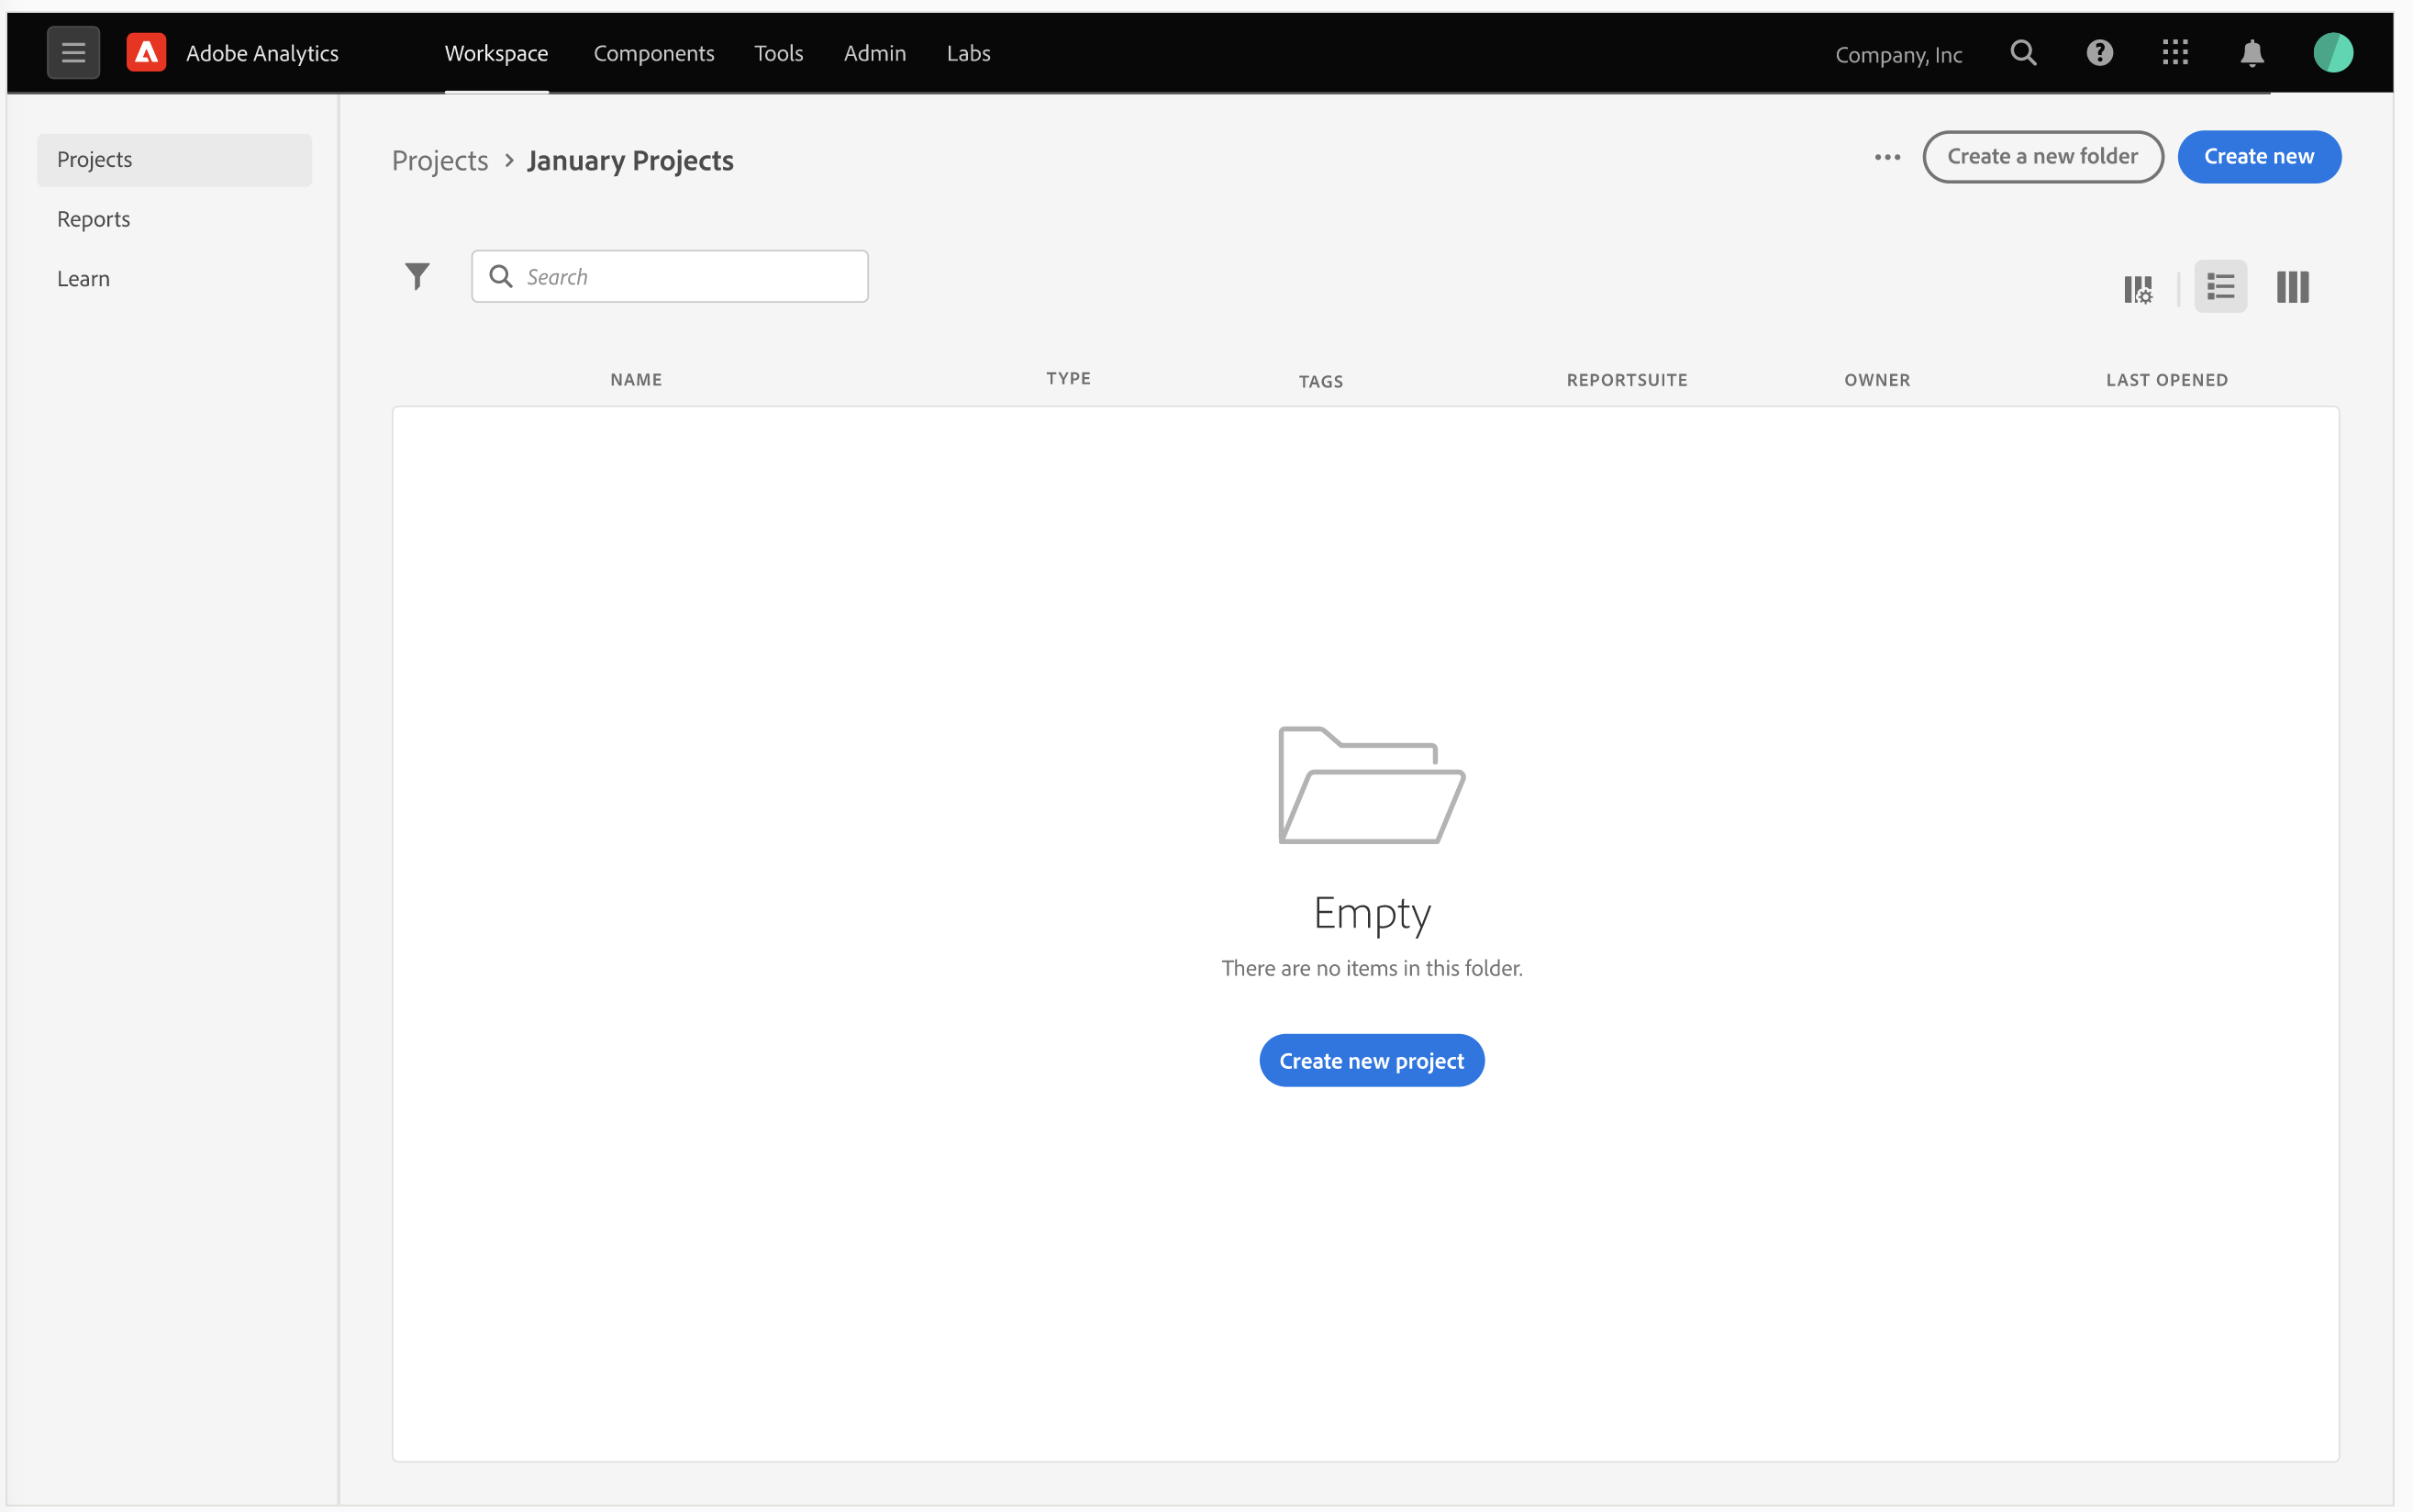 Adobe Analytics Workspace Components Tools Admin Labs Company, Inc
Projects
Reports
Learn
Projects > January Projects
Create a new folder
Create new
Search
NAME TYPE TAGS REPORTSUITE OWNER LAST OPENED
Empty
There are no items in this folder.
Create new project